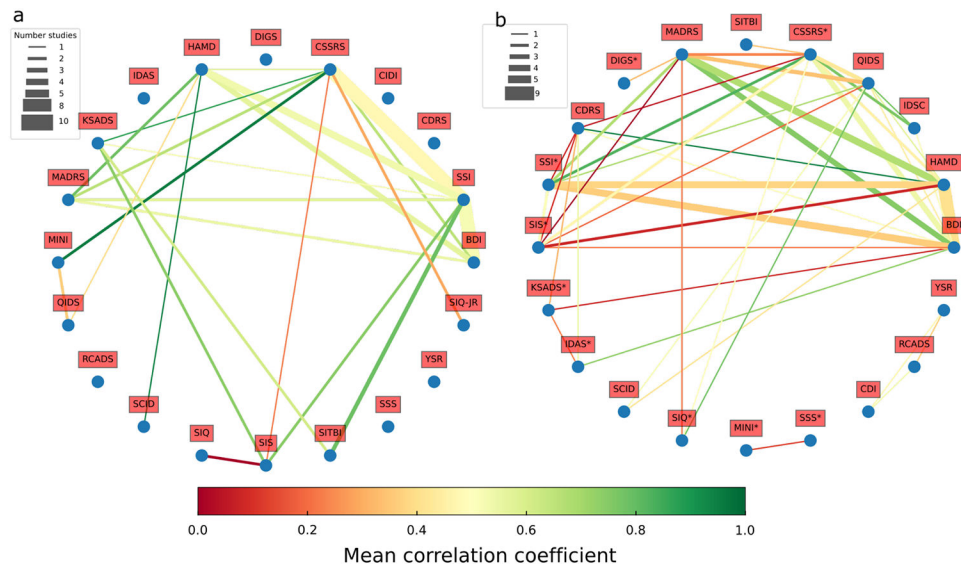 a
Number studies
1
2
3
4
5
8
10
HAMD
DIGS
CSSRS
IDAS
CIDI
KSADS
CDRS
MADRS
SSI
MINI
BDI
QIDS
SIQ-JR
RCADS
YSR
SCID
SSS
SIQ
SIS
SITBI
b
Number studies
1
2
3
4
5
9
MADRS
SITBI
CSSRS*
DIGS*
QIDS
CDRS
IDSC
SSI*
HAMD
SIS*
BDI
KSADS*
YSR
IDAS*
RCADS
SCID
CDI
SIQ*
MINI*
SSS*
0.0
0.2
0.4
0.6
0.8
1.0
Mean correlation coefficient